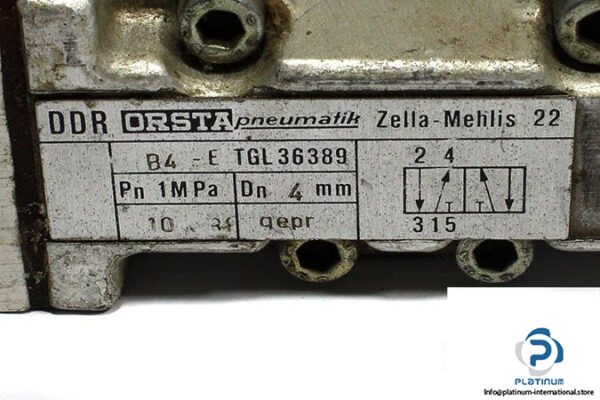 DDR ORSTA pneumatik Zella-Mehlis 22
B4 -E TGL 36389
Pn 1MPa Dn 4 mm
10 gepr
2 4
T T
3 1 5
PLATINUM
info@platinum-international.store